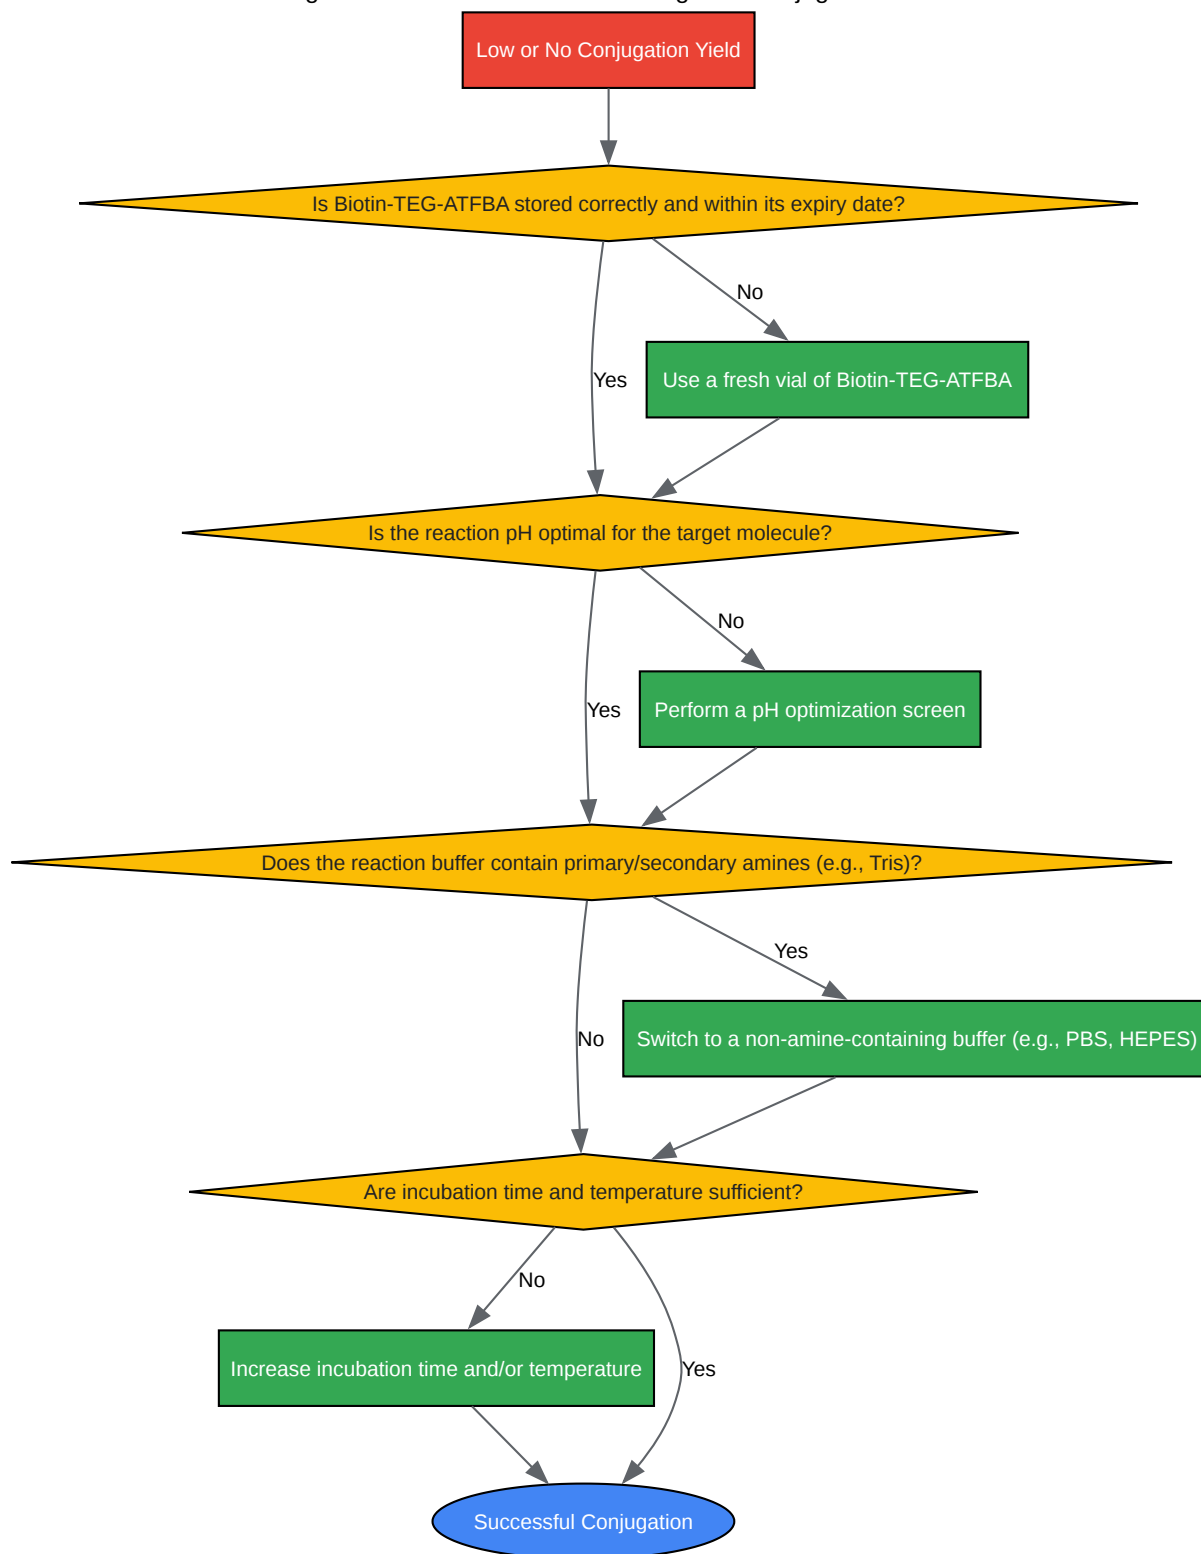 Low or No Conjugation Yield
Is Biotin-TEG-ATFBA stored correctly and within its expiry date?
No
Yes
Use a fresh vial of Biotin-TEG-ATFBA
Is the reaction pH optimal for the target molecule?
No
Yes
Perform a pH optimization screen
Does the reaction buffer contain primary/secondary amines (e.g., Tris)?
Yes
No
Switch to a non-amine-containing buffer (e.g., PBS, HEPES)
Are incubation time and temperature sufficient?
No
Increase incubation time and/or temperature
Yes
Successful Conjugation